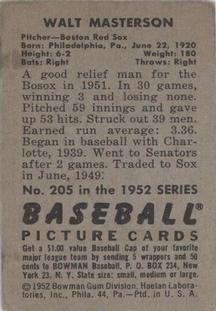 WALT MASTERSON
Pitcher—Boston Red Sox
Born: Philadelphia, Pa., June 22, 1920
Height: 6-2 Weight: 180
Bats: Right Throws: Right
A good relief man for the
Bosox in 1951. In 30 games,
winning 3 and losing none.
Pitched 59 innings and gave
up 53 hits. Struck out 39 men.
Earned run average: 3.36.
Began in baseball with Char-
lotte, 1939. Went to Senators
after 2 games. Traded to Sox
in June, 1949.
No. 205 in the 1952 SERIES
BASEBALL®
PICTURE CARDS
Get a $1.00 value Baseball Cap of your favorite
major league team by sending 5 wrappers and 50
cents to BOWMAN Baseball, P. O. BOX 234, New
York 23, N. Y. State size: small, medium or large.
©1952 Bowman Gum Division, Haelan Labora-
tories, Inc., Phila. 44, Pa.—Ptd. in U. S. A.